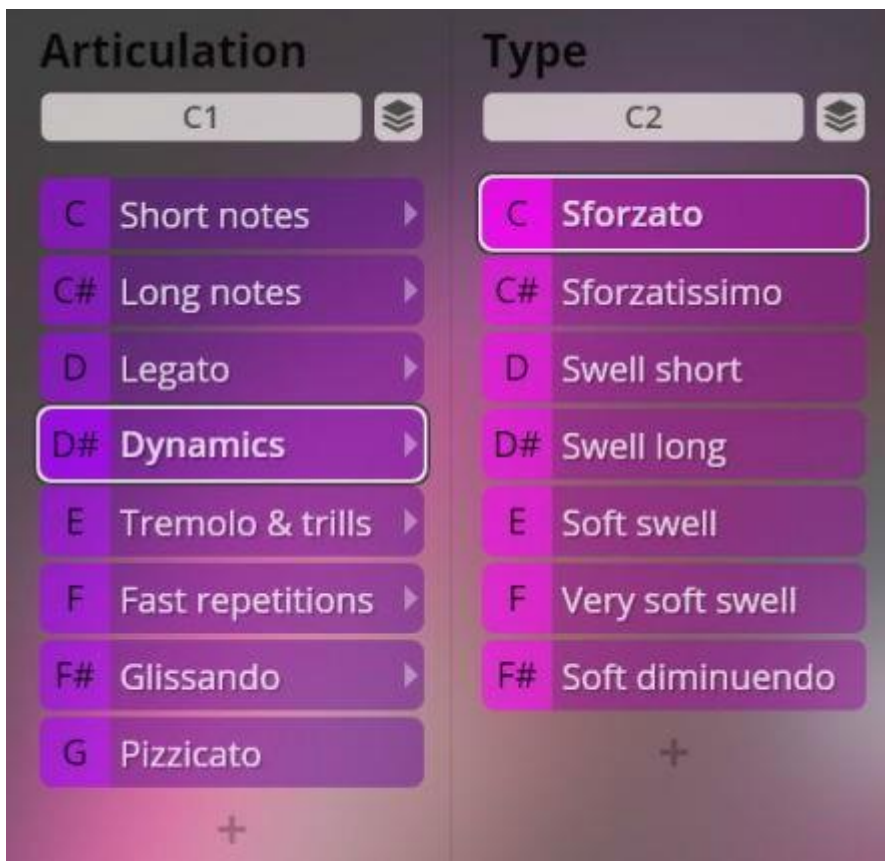 Articulation
C1
C Short notes
C# Long notes
D Legato
D# Dynamics
E Tremolo & trills
F Fast repetitions
F# Glissando
G Pizzicato
+
Type
C2
C Sforzato
C# Sforzatissimo
D Swell short
D# Swell long
E Soft swell
F Very soft swell
F# Soft diminuendo
+